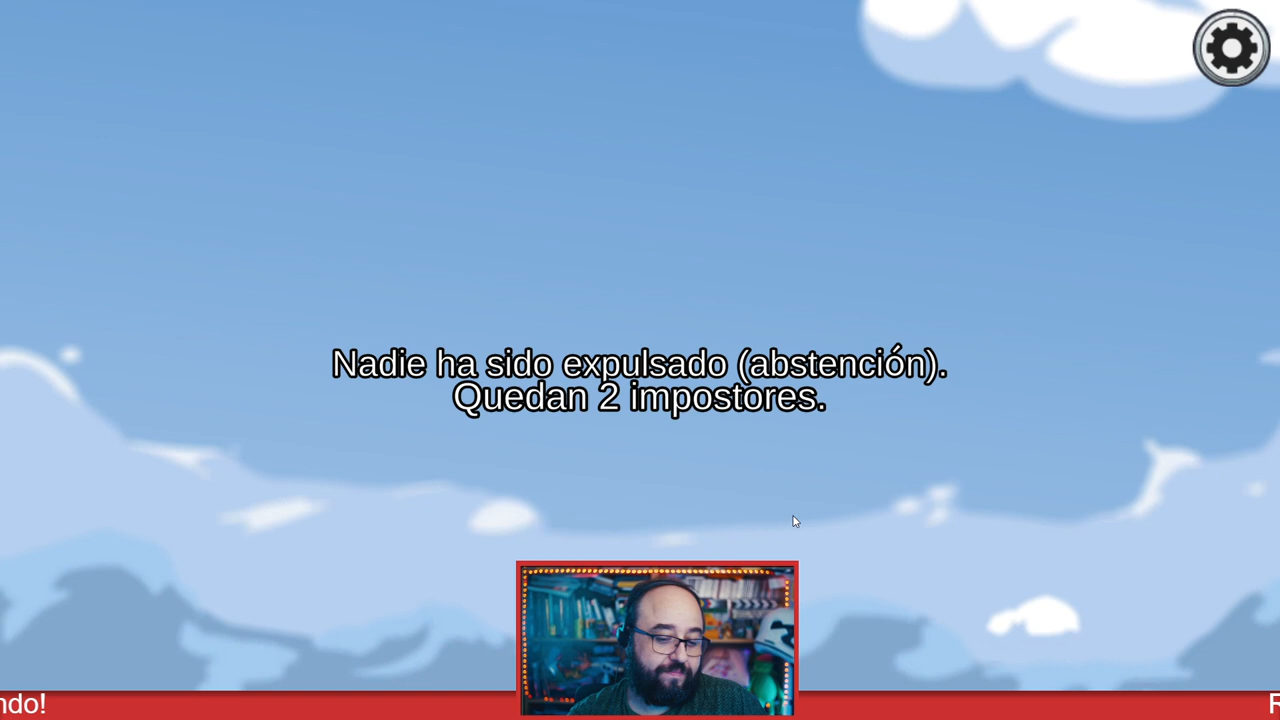 Nadie ha sido expulsado (abstención).
Quedan 2 impostores.
ndo!